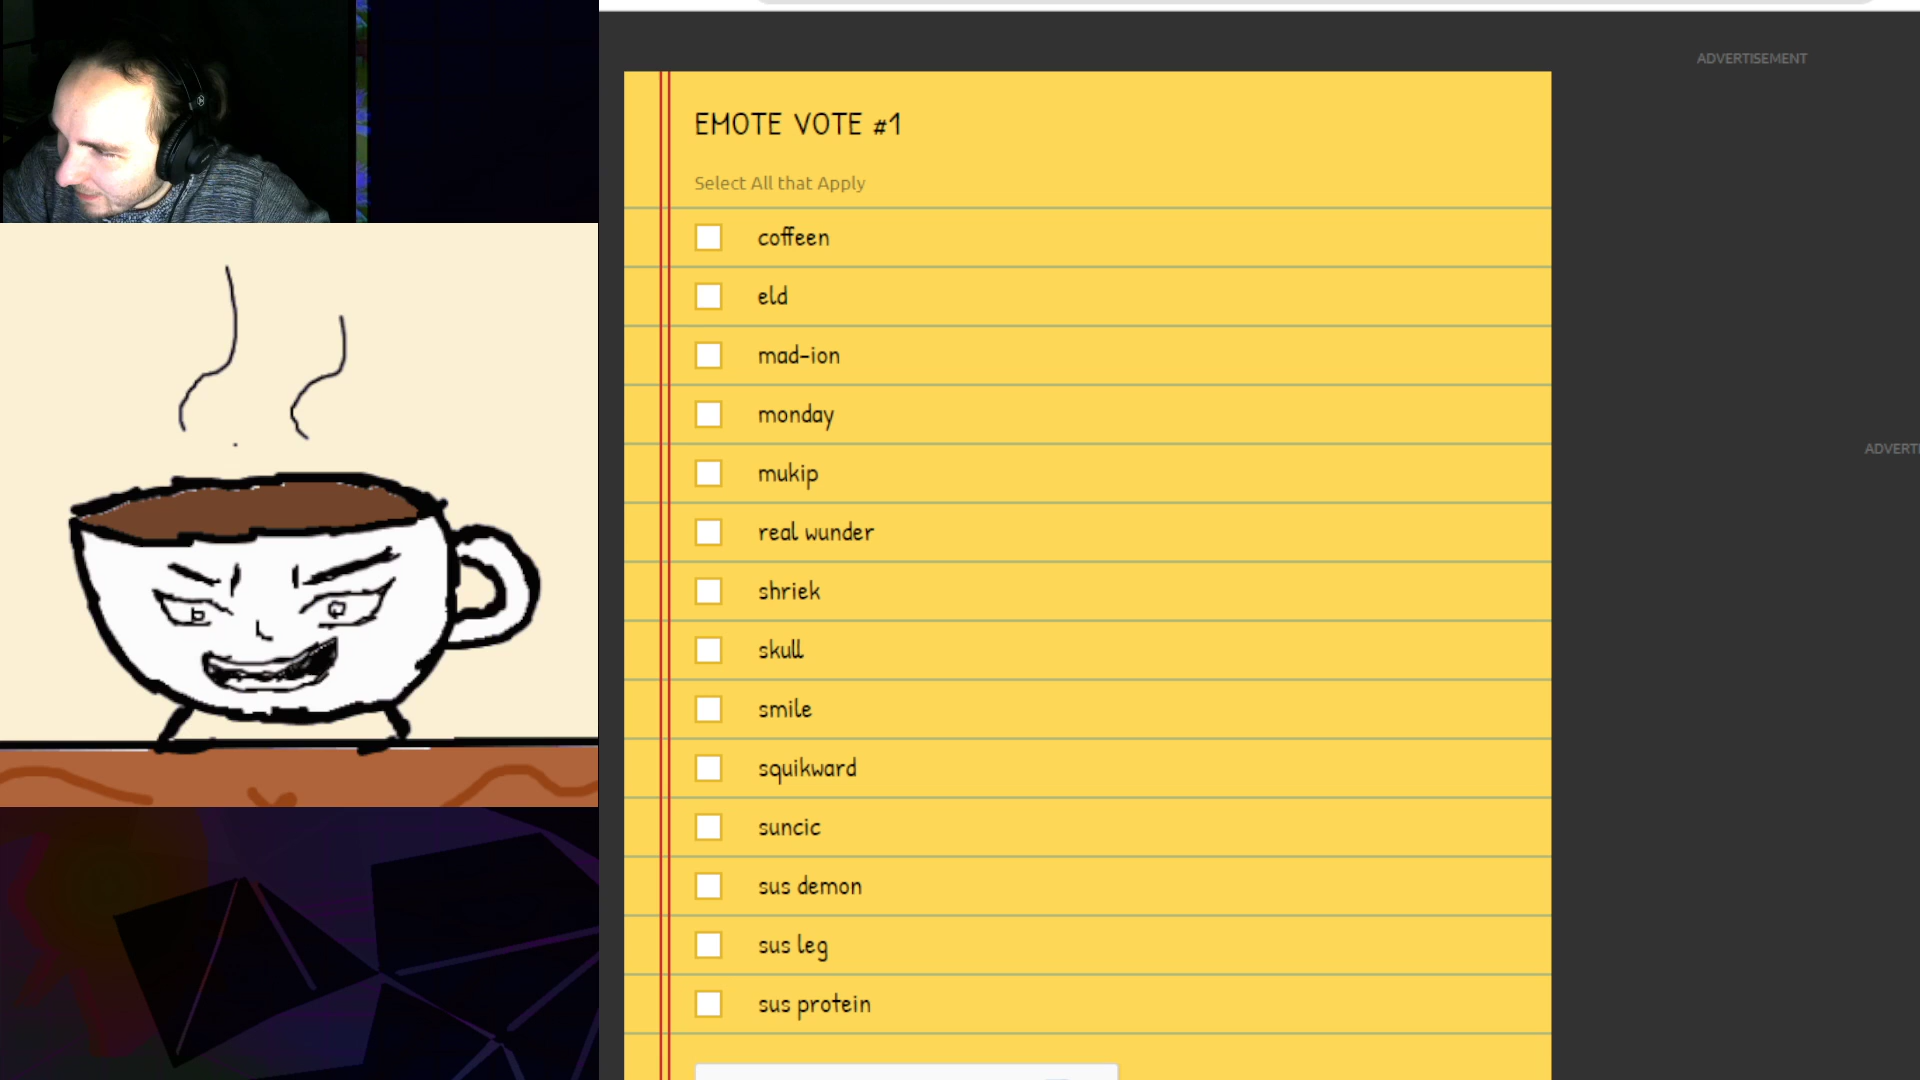 ADVERTISEMENT
EMOTE VOTE #1
Select All that Apply
coffeen
eld
mad-ion
monday
ADVERTI
mukip
real wunder
shriek
skull
smile
squikward
suncic
sus demon
sus leg
sus protein